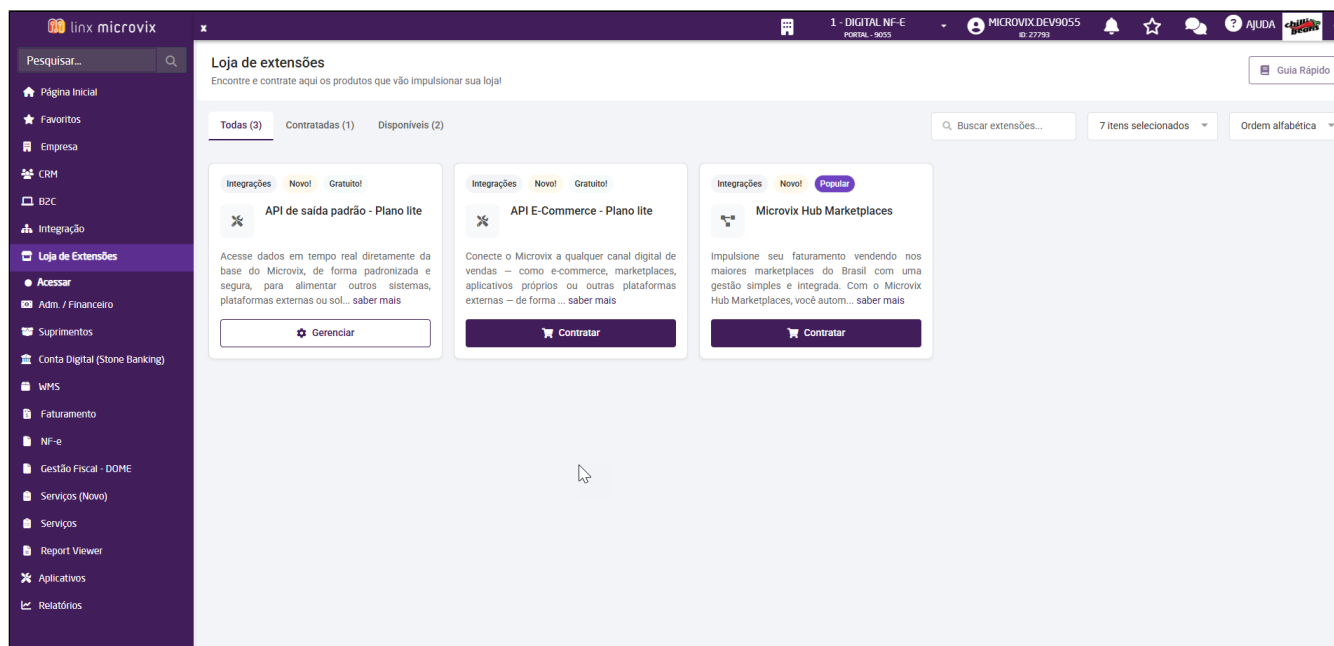 linx microvix
x
1 - DIGITAL NF-E
PORTAL - 9055
MICROVIX.DEV9055
ID: 27793
AJUDA
chilli Beans
Pesquisar...
Página Inicial
Favoritos
Empresa
CRM
B2C
Integração
Loja de Extensões
Acessar
Adm. / Financeiro
Suprimentos
Conta Digital (Stone Banking)
WMS
Faturamento
NF-e
Gestão Fiscal - DOME
Serviços (Novo)
Serviços
Report Viewer
Aplicativos
Relatórios
Loja de extensões
Encontre e contrate aqui os produtos que vão impulsionar sua loja!
Guia Rápido
Todas (3) Contratadas (1) Disponíveis (2)
Buscar extensões...
7 itens selecionados
Ordem alfabética
Integrações Novo! Gratuito!
API de saída padrão - Plano lite
Acesse dados em tempo real diretamente da
base do Microvix, de forma padronizada e
segura, para alimentar outros sistemas,
plataformas externas ou sol... saber mais
Gerenciar
Integrações Novo! Gratuito!
API E-Commerce - Plano lite
Conecte o Microvix a qualquer canal digital de
vendas — como e-commerce, marketplaces,
aplicativos próprios ou outras plataformas
externas — de forma ... saber mais
Contratar
Integrações Novo! Popular
Microvix Hub Marketplaces
Impulsione seu faturamento vendendo nos
maiores marketplaces do Brasil com uma
gestão simples e integrada. Com o Microvix
Hub Marketplaces, você autom... saber mais
Contratar